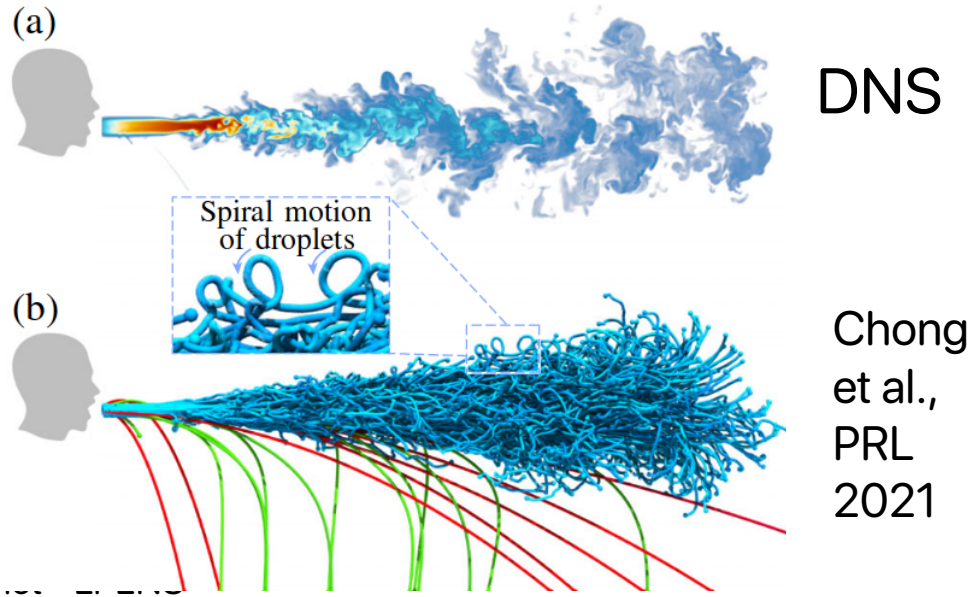 (a)
DNS
Spiral motion
of droplets
(b)
Chong
et al.,
PRL
2021